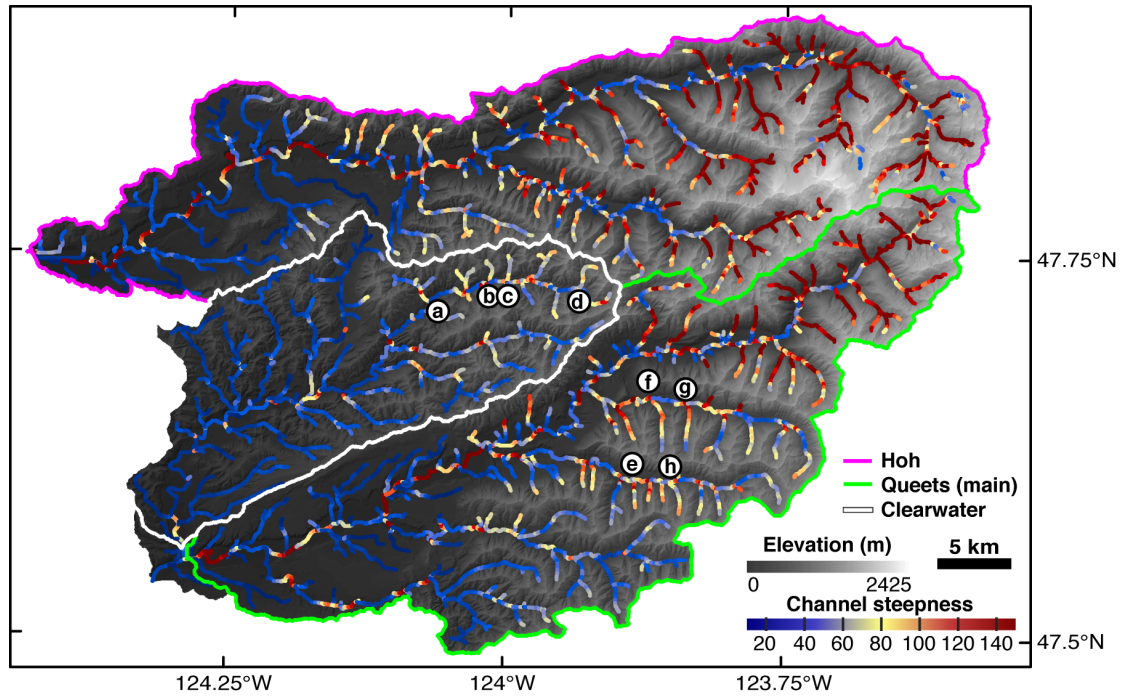 47.75°N
a
b
c
d
f
g
e
h
Hoh
Queets (main)
Clearwater
Elevation (m)
5 km
0
2425
Channel steepness
20 40 60 80 100 120 140
47.5°N
124.25°W 124°W 123.75°W